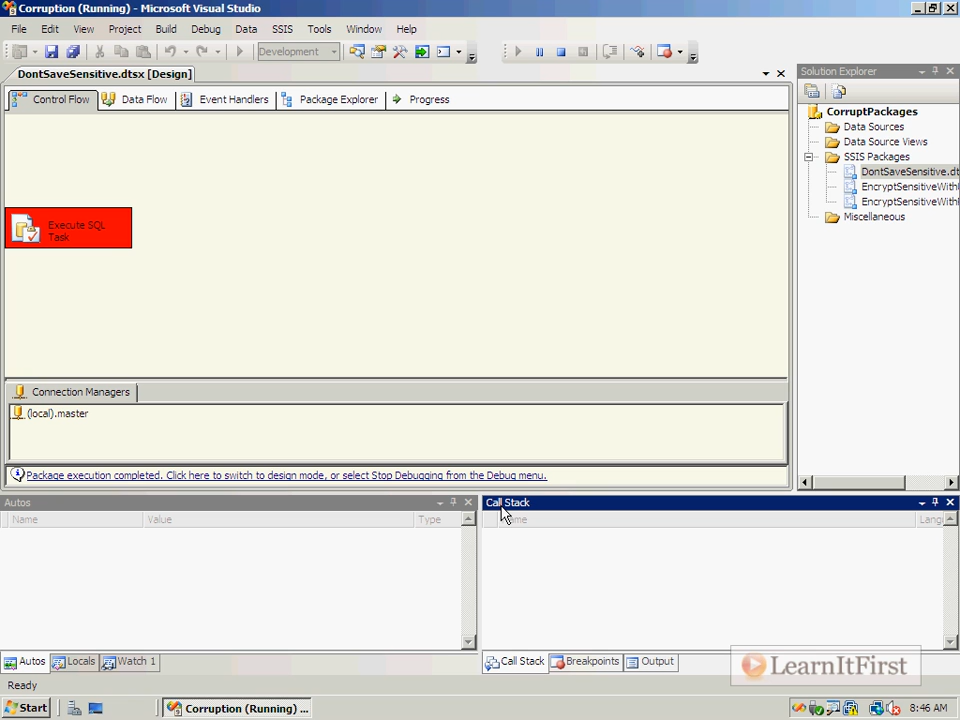 Corruption (Running) - Microsoft Visual Studio
File Edit View Project Build Debug Data SSIS Tools Window Help
Development
DontSaveSensitive.dtsx [Design]
Solution Explorer
Control Flow Data Flow Event Handlers Package Explorer Progress
CorruptPackages
Data Sources
Data Source Views
SSIS Packages
DontSaveSensitive.dt
EncryptSensitiveWith
EncryptSensitiveWith
Miscellaneous
Execute SQL
Task
Connection Managers
(local).master
Package execution completed. Click here to switch to design mode, or select Stop Debugging from the Debug menu.
Autos
Name Value Type
Call Stack
Lang
Autos Locals Watch 1
Call Stack Breakpoints Output
LearnItFirst
Ready
Start Corruption (Running) ... 8:46 AM